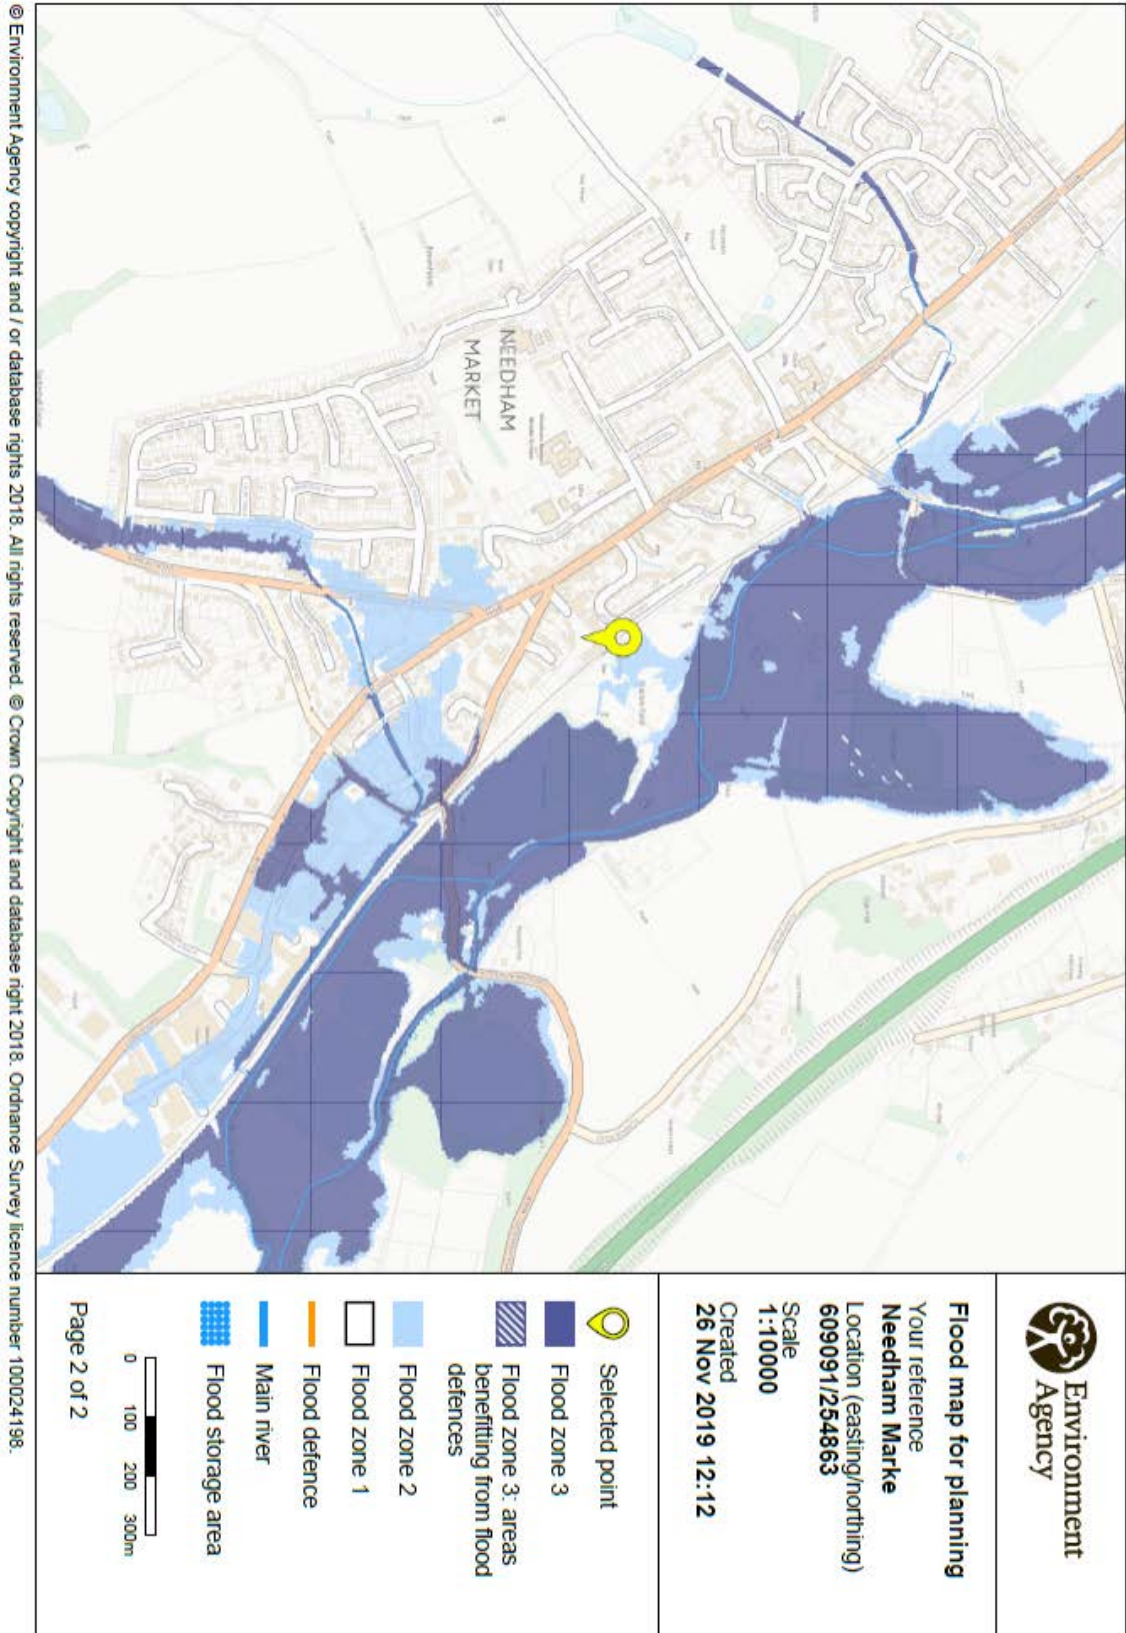 Environment
Agency
Flood map for planning
Your reference
Needham Marke
Location (easting/northing)
609091/254863
Scale
1:10000
Created
26 Nov 2019 12:12
Selected point
Flood zone 3
Flood zone 3: areas
benefitting from flood
defences
Flood zone 2
Flood zone 1
Flood defence
Main river
Flood storage area
0 100 200 300m
Page 2 of 2
NEEDHAM
MARKET
© Environment Agency copyright and / or database rights 2018. All rights reserved. © Crown Copyright and database right 2018. Ordnance Survey licence number 100024198.